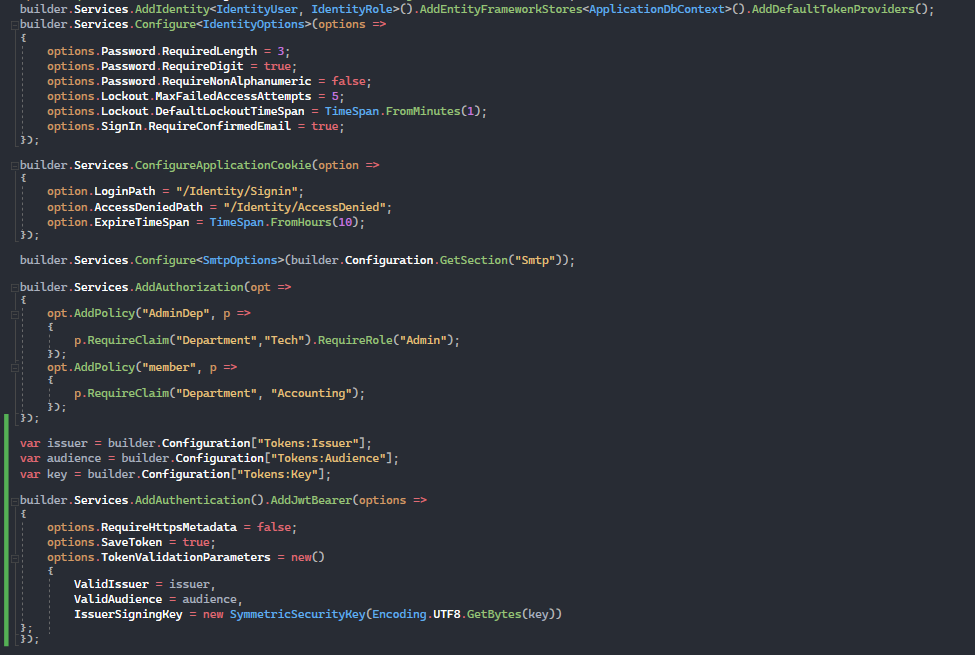 builder.Services.AddIdentity<IdentityUser, IdentityRole>().AddEntityFrameworkStores<ApplicationDbContext>().AddDefaultTokenProviders();
builder.Services.Configure<IdentityOptions>(options =>
{
    options.Password.RequiredLength = 3;
    options.Password.RequireDigit = true;
    options.Password.RequireNonAlphanumeric = false;
    options.Lockout.MaxFailedAccessAttempts = 5;
    options.Lockout.DefaultLockoutTimeSpan = TimeSpan.FromMinutes(1);
    options.SignIn.RequireConfirmedEmail = true;
});
builder.Services.ConfigureApplicationCookie(option =>
{
    option.LoginPath = "/Identity/Signin";
    option.AccessDeniedPath = "/Identity/AccessDenied";
    option.ExpireTimeSpan = TimeSpan.FromHours(10);
});
builder.Services.Configure<SmtpOptions>(builder.Configuration.GetSection("Smtp"));
builder.Services.AddAuthorization(opt =>
{
    opt.AddPolicy("AdminDep", p =>
    {
        p.RequireClaim("Department","Tech").RequireRole("Admin");
    });
    opt.AddPolicy("member", p =>
    {
        p.RequireClaim("Department", "Accounting");
    });
});
var issuer = builder.Configuration["Tokens:Issuer"];
var audience = builder.Configuration["Tokens:Audience"];
var key = builder.Configuration["Tokens:Key"];
builder.Services.AddAuthentication().AddJwtBearer(options =>
{
    options.RequireHttpsMetadata = false;
    options.SaveToken = true;
    options.TokenValidationParameters = new()
    {
        ValidIssuer = issuer,
        ValidAudience = audience,
        IssuerSigningKey = new SymmetricSecurityKey(Encoding.UTF8.GetBytes(key))
};
});